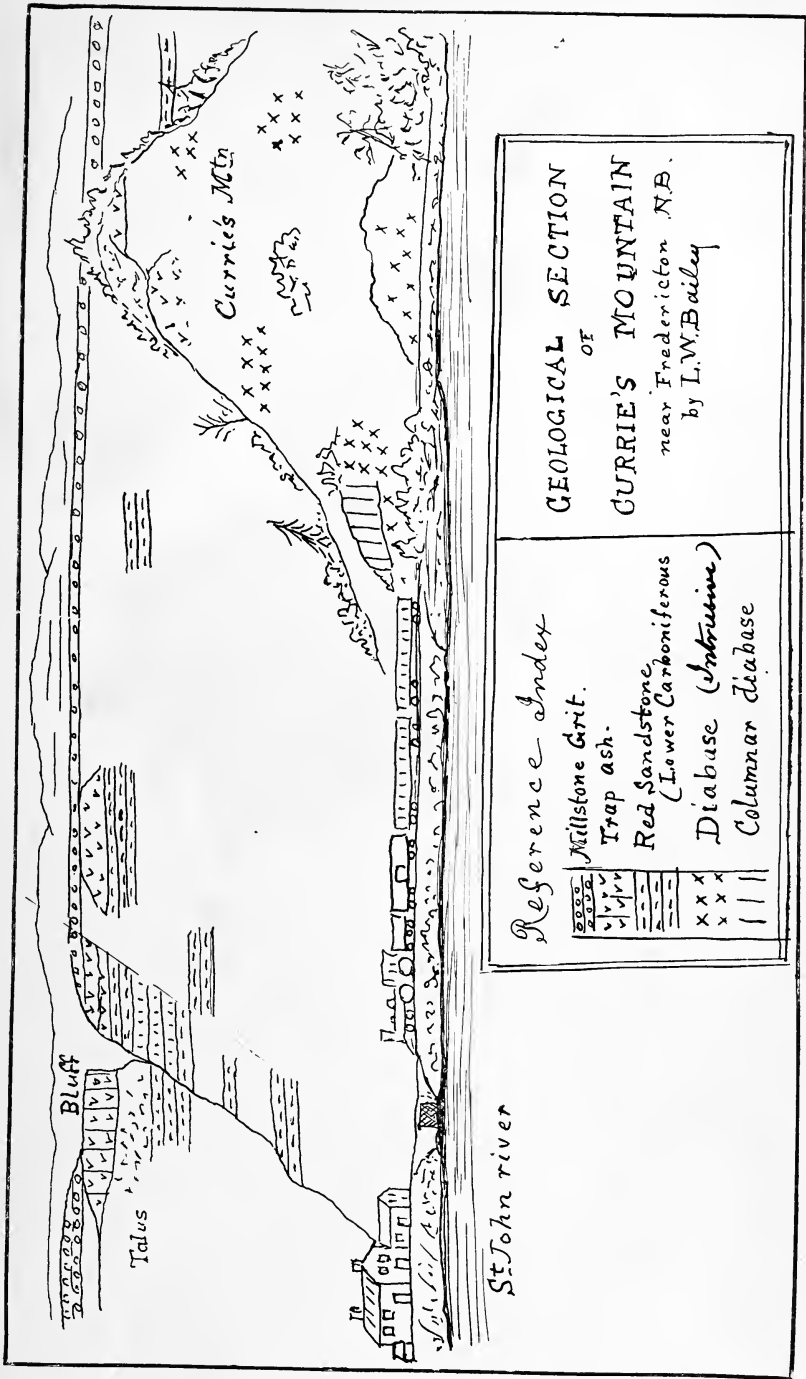 Bluff
Talus
Currie's Mtn
St John river
Reference Index
Millstone Grit.
Trap ash.
Red Sandstone
(Lower Carboniferous
Diabase (Intrusive)
Columnar diabase
GEOLOGICAL SECTION
OF
CURRIE'S MOUNTAIN
near Fredericton N.B.
by L.W.Bailey